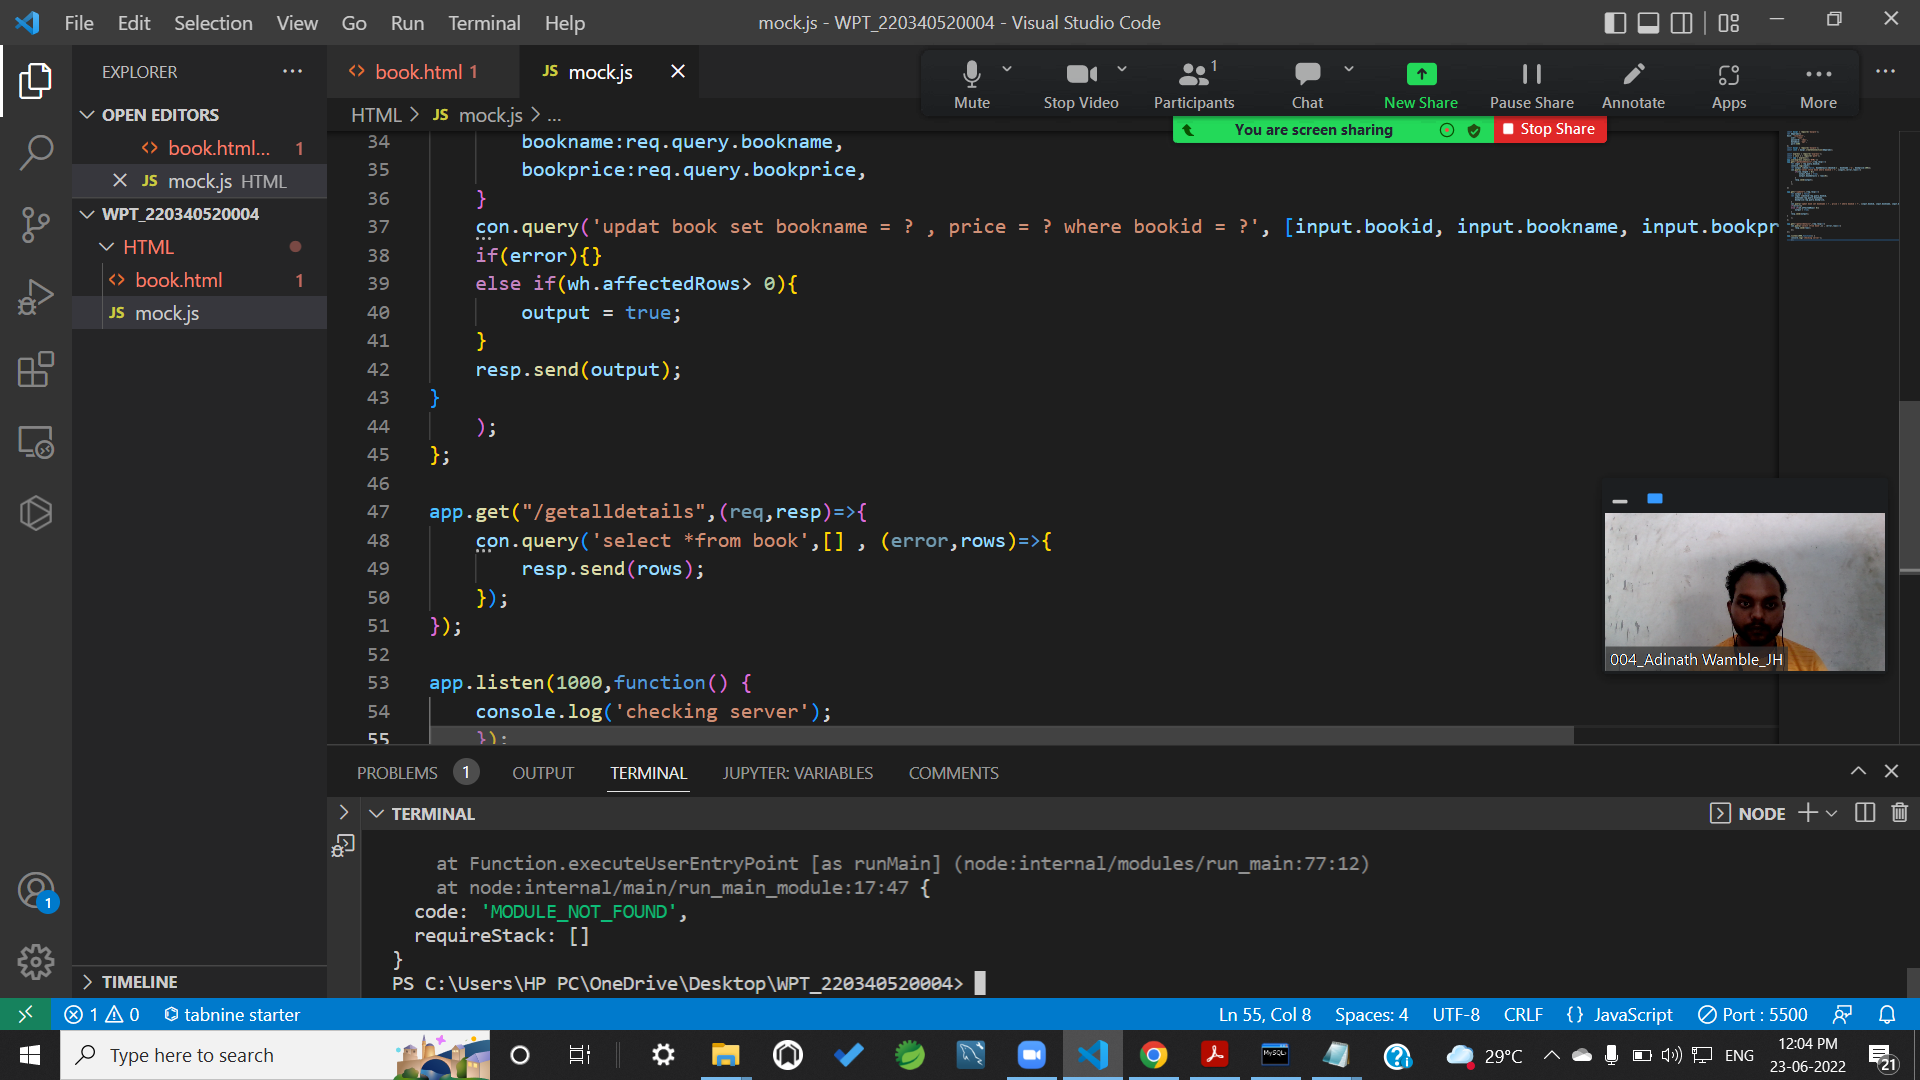 File Edit Selection View Go Run Terminal Help
mock.js - WPT_220340520004 - Visual Studio Code
EXPLORER
OPEN EDITORS
book.html... 1
JS mock.js HTML
WPT_220340520004
HTML
book.html 1
JS mock.js
TIMELINE
book.html 1
JS mock.js
HTML > JS mock.js > ...
Mute
Stop Video
1
Participants
Chat
New Share
Pause Share
Annotate
Apps
More
You are screen sharing
Stop Share
34 bookname:req.query.bookname,
35 bookprice:req.query.bookprice,
36 }
37 con.query('updat book set bookname = ? , price = ? where bookid = ?', [input.bookid, input.bookname, input.bookpr
38 if(error){}
39 else if(wh.affectedRows> 0){
40 output = true;
41 }
42 resp.send(output);
43 }
44 );
45 };
46
47 app.get("/getalldetails",(req,resp)=>{
48 con.query('select *from book',[] , (error,rows)=>{
49 resp.send(rows);
50 });
51 });
52
53 app.listen(1000,function() {
54 console.log('checking server');
55 });
004_Adinath Wamble_JH
PROBLEMS 1 OUTPUT TERMINAL JUPYTER: VARIABLES COMMENTS
TERMINAL
NODE
at Function.executeUserEntryPoint [as runMain] (node:internal/modules/run_main:77:12)
at node:internal/main/run_main_module:17:47 {
code: 'MODULE_NOT_FOUND',
requireStack: []
}
PS C:\Users\HP PC\OneDrive\Desktop\WPT_220340520004>
1
1 0 tabnine starter
Ln 55, Col 8 Spaces: 4 UTF-8 CRLF {} JavaScript Port : 5500
Type here to search
MySQL
29°C
ENG
12:04 PM
23-06-2022
21